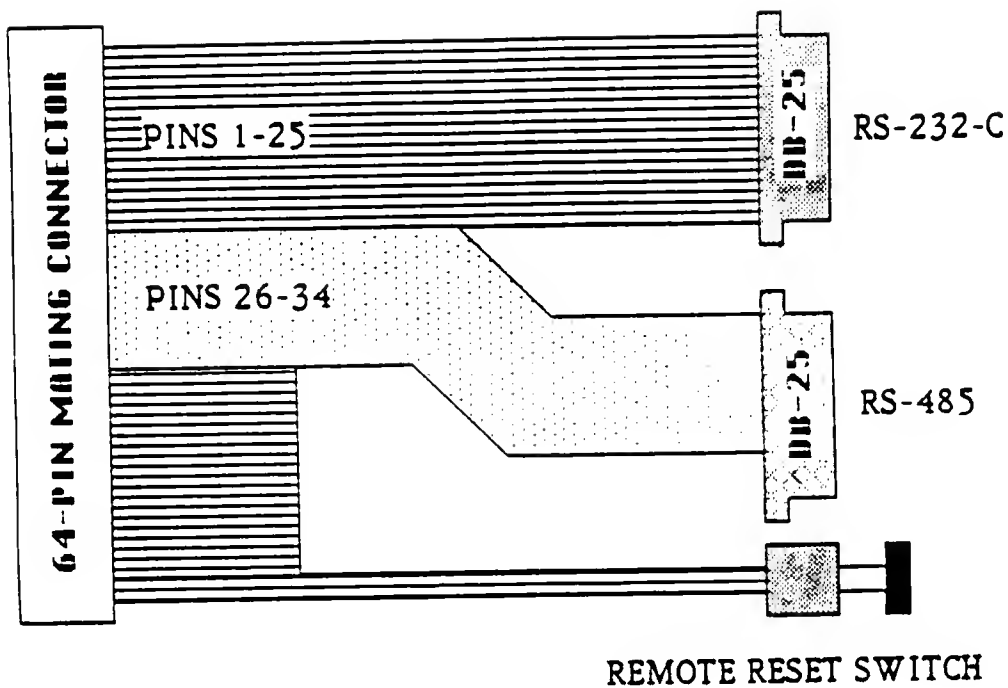 64-PIN MATING CONNECTOR
PINS 1-25
DB-25
RS-232-C
PINS 26-34
DB-25
RS-485
REMOTE RESET SWITCH